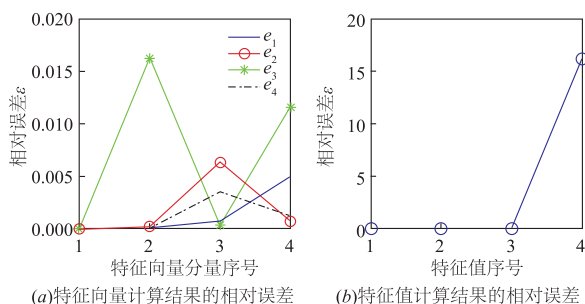 0.020
0.015
0.010
0.005
0.000
相对误差ε
e1
e2
e3
e4
1 2 3 4
特征向量分量序号
(a)特征向量计算结果的相对误差
20
15
10
5
0
相对误差ε
1 2 3 4
特征值序号
(b)特征值计算结果的相对误差